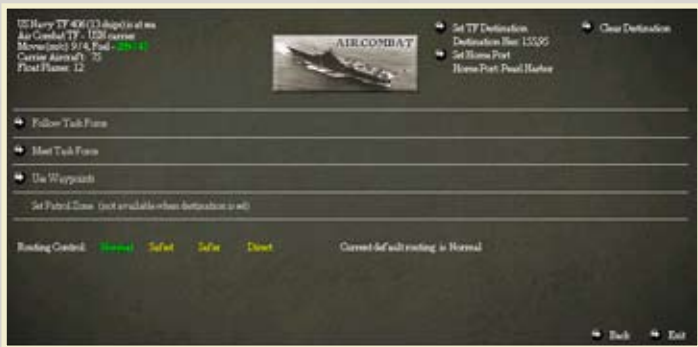 US Navy TF 406 (13 ships) is at sea
Air Combat TF - USN carrier
Moves (m/c) 9 / 4, Fuel -
Carrier Aircraft: 75
Float Planes: 12
AIR COMBAT
Set TF Destination
Destination Hex: 155,95
Set Home Port
Home Port: Pearl Harbor
Clear Destination
Follow Task Force
Meet Task Force
Use Waypoints
Set Patrol Zone (not available when destination is set)
Routing Control: Normal Safest Safer Direct
Current default routing is Normal
Back Exit